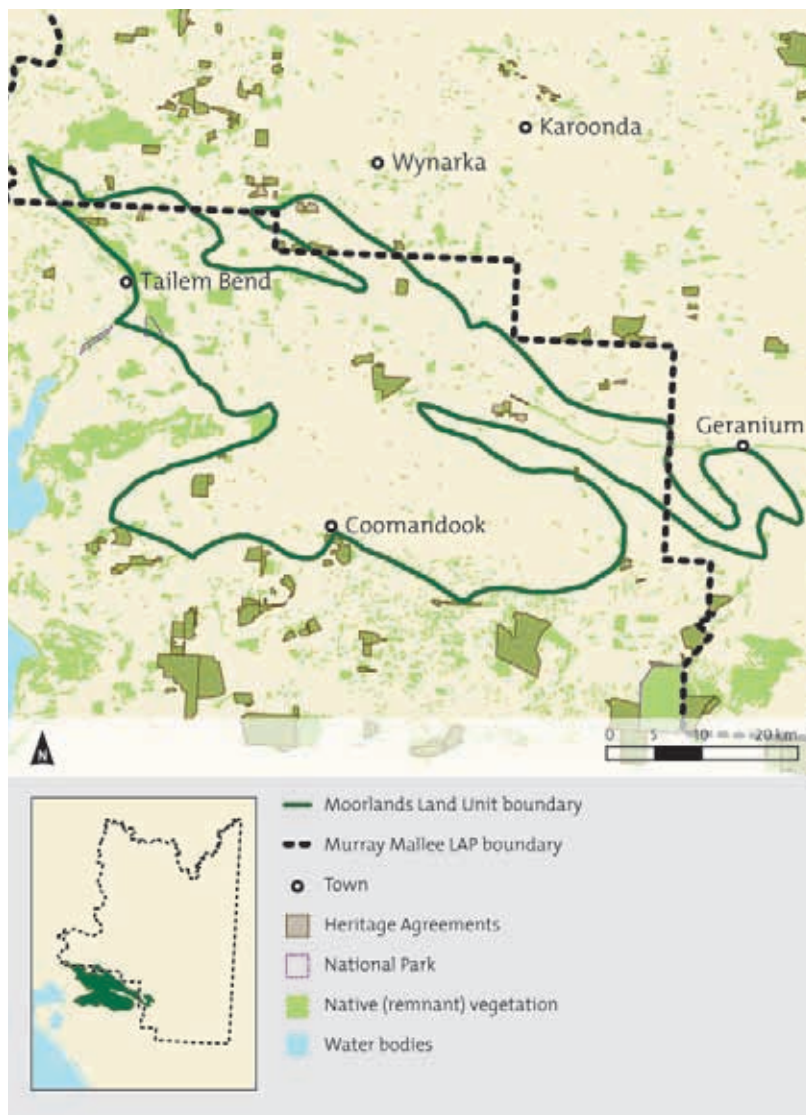 Karoonda
Wynarka
Tailem Bend
Geranium
Coomandook
N
0 5 10 20 km
Moorlands Land Unit boundary
Murray Mallee LAP boundary
Town
Heritage Agreements
National Park
Native (remnant) vegetation
Water bodies